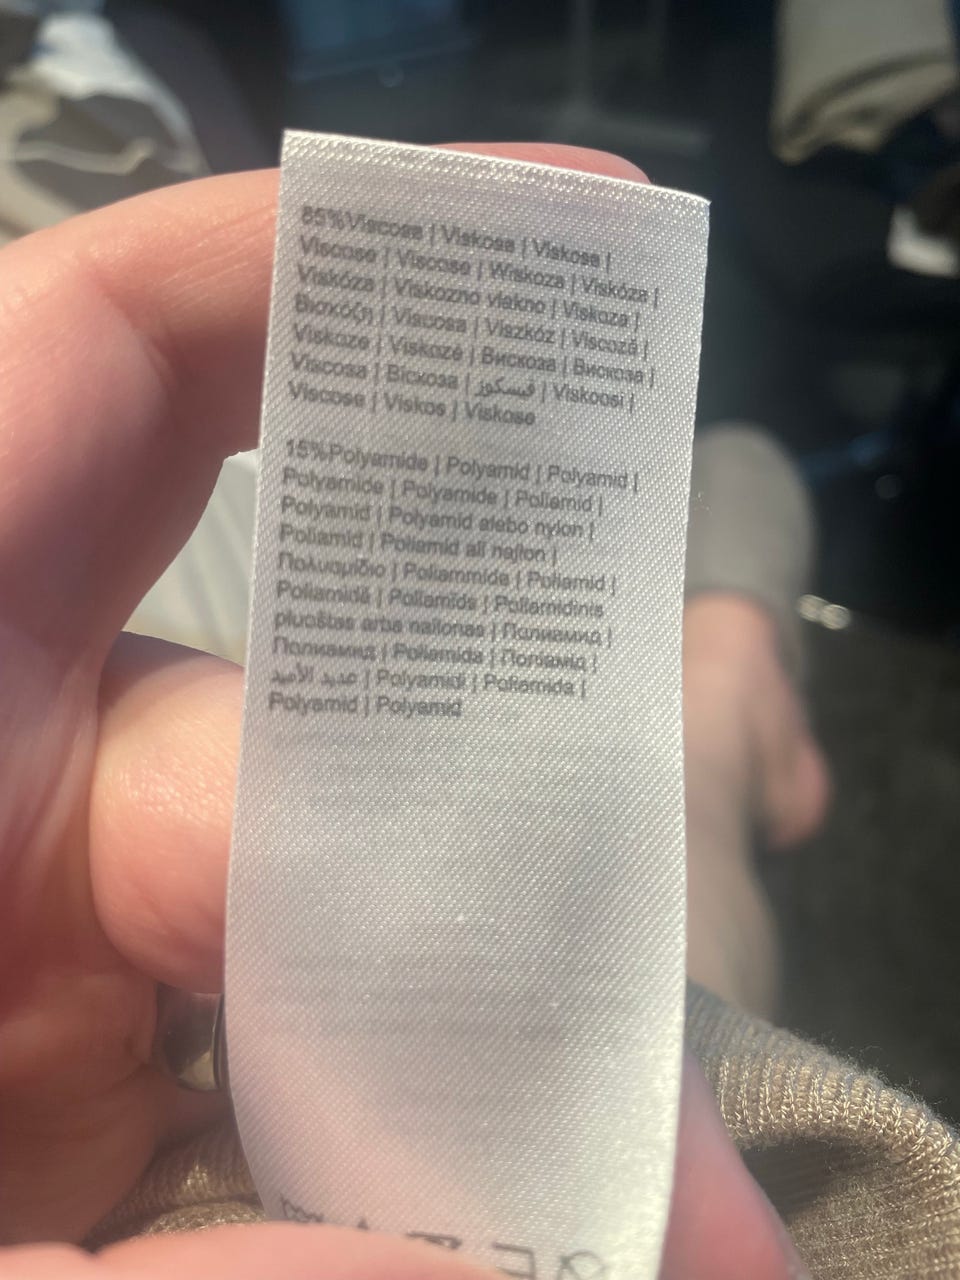 85%Viscose | Viskose | Viskose |
Viscose | Viscose | Wiskoza | Viskóza |
Viskóza | Viskozno vlakno | Viskoza |
Βισκόζη | Viscosa | Viszkóz | Viscoză |
Viskoze | Viskozė | Вискоза | Вискоза |
Viscosa | Віскоза | فيسكوز | Viskoosi |
Viscose | Viskos | Viskose
15%Polyamide | Polyamid | Polyamid |
Polyamide | Polyamide | Poliamid |
Polyamid | Polyamid alebo nylon |
Poliamid | Poliamid ali najlon |
Πολυαμίδιο | Poliammide | Poliamid |
Poliamidă | Poliamīds | Poliamidinis
pluoštas arba nailonas | Полиамид |
Полиамид | Poliamida | Поліамід |
عديد الأميد | Polyamidi | Poliamida |
Polyamid | Polyamid